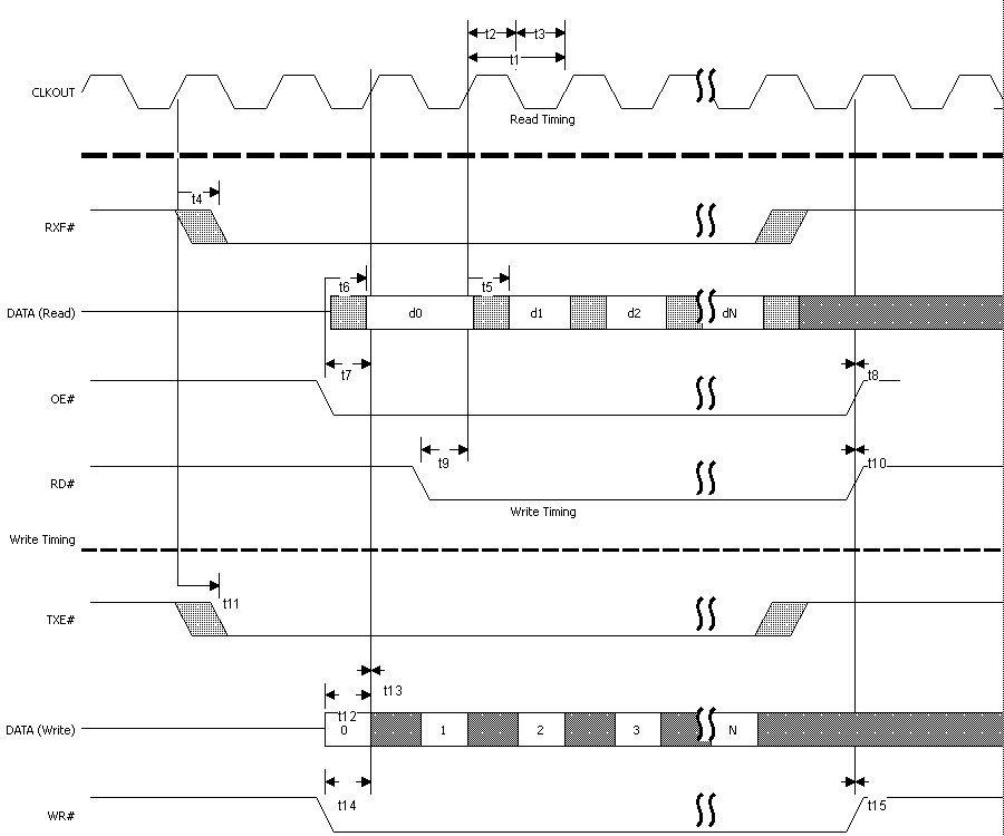 t2 t3
t1
CLKOUT
Read Timing
t4
RXF#
t6 t5
DATA (Read) d0 d1 d2 dN
t7 t8
OE#
t9 t10
RD#
Write Timing
Write Timing
t11
TXE#
t13
t12
DATA (Write) 0 1 2 3 N
t14 t15
WR#